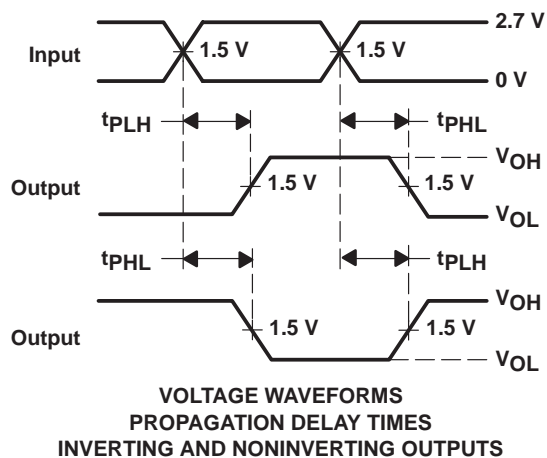 2.7 V
Input
1.5 V
1.5 V
0 V
tPLH
tPHL
VOH
Output
1.5 V
1.5 V
VOL
tPHL
tPLH
VOH
Output
1.5 V
1.5 V
VOL
VOLTAGE WAVEFORMS
PROPAGATION DELAY TIMES
INVERTING AND NONINVERTING OUTPUTS